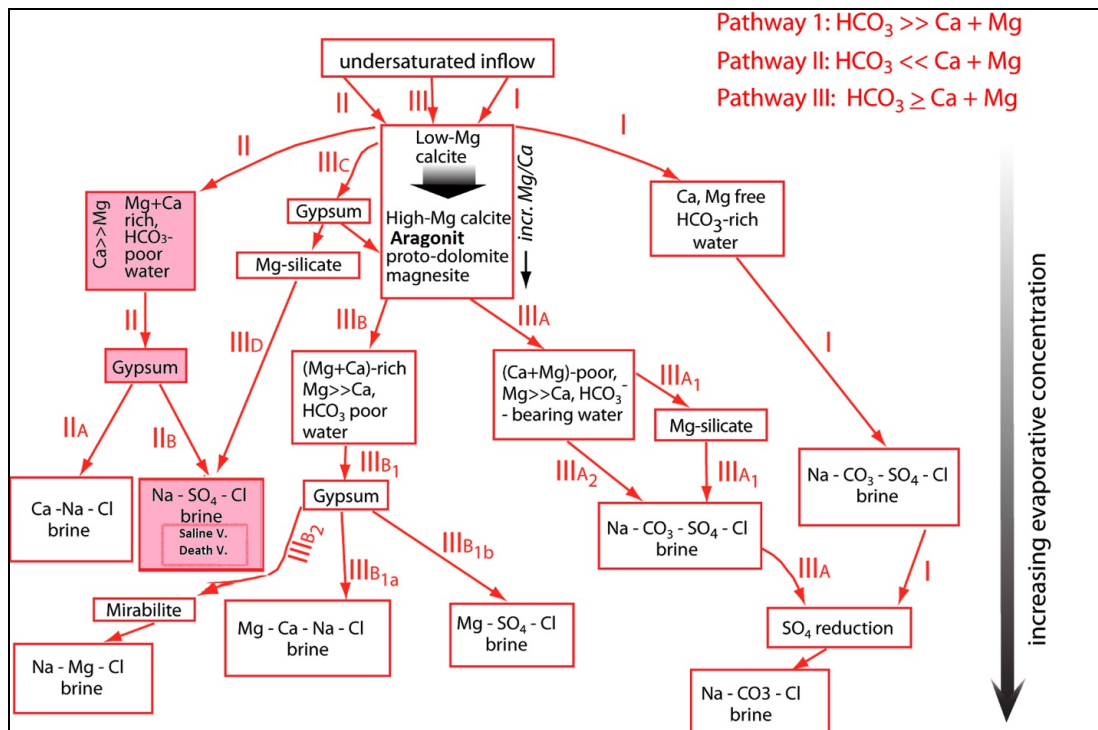 Pathway 1: HCO₃ >> Ca + Mg
Pathway II: HCO₃ << Ca + Mg
Pathway III: HCO₃ ≥ Ca + Mg
undersaturated inflow
II
III
I
Low-Mg
calcite
High-Mg calcite
Aragonit
proto-dolomite
magnesite
incr. Mg/Ca
II
IIIC
I
Ca>>Mg
Mg+Ca
rich,
HCO₃-
poor
water
Gypsum
Mg-silicate
Ca, Mg free
HCO₃-rich
water
II
IIID
IIIB
IIIA
I
Gypsum
(Mg+Ca)-rich
Mg>>Ca,
HCO₃ poor
water
(Ca+Mg)-poor,
Mg>>Ca, HCO₃⁻
- bearing water
IIIA₁
Mg-silicate
IIA
IIB
IIIB₁
IIIA₂
IIIA₁
Ca -Na - Cl
brine
Na - SO₄ - Cl
brine
Saline V.
Death V.
Gypsum
Na - CO₃ - SO₄ - Cl
brine
Na - CO₃ - SO₄ - Cl
brine
IIIB₂
IIIB₁a
IIIB₁b
IIIA
I
Mirabilite
Mg - Ca - Na - Cl
brine
Mg - SO₄ - Cl
brine
SO₄ reduction
Na - Mg - Cl
brine
Na - CO3 - Cl
brine
increasing evaporative concentration